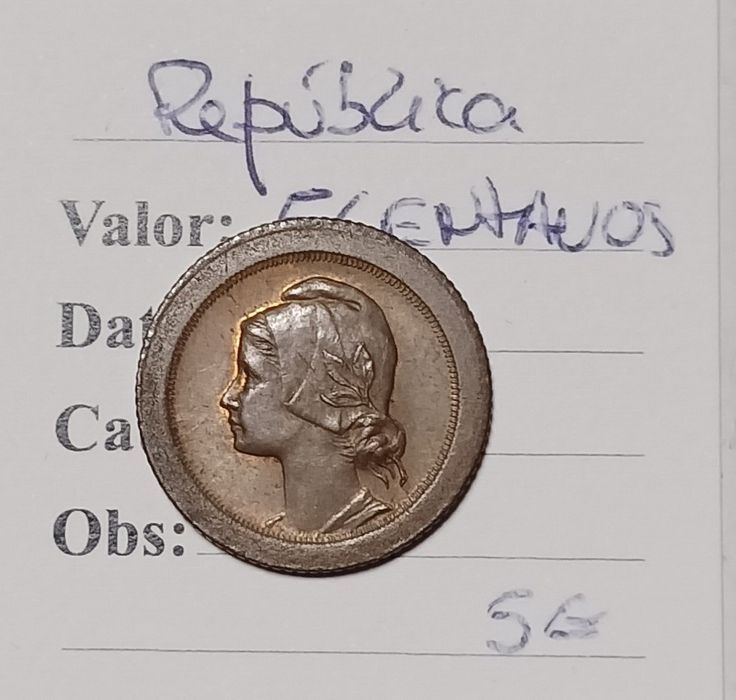 República
Valor: CENTAVOS
Dat
Ca
Obs:
5€